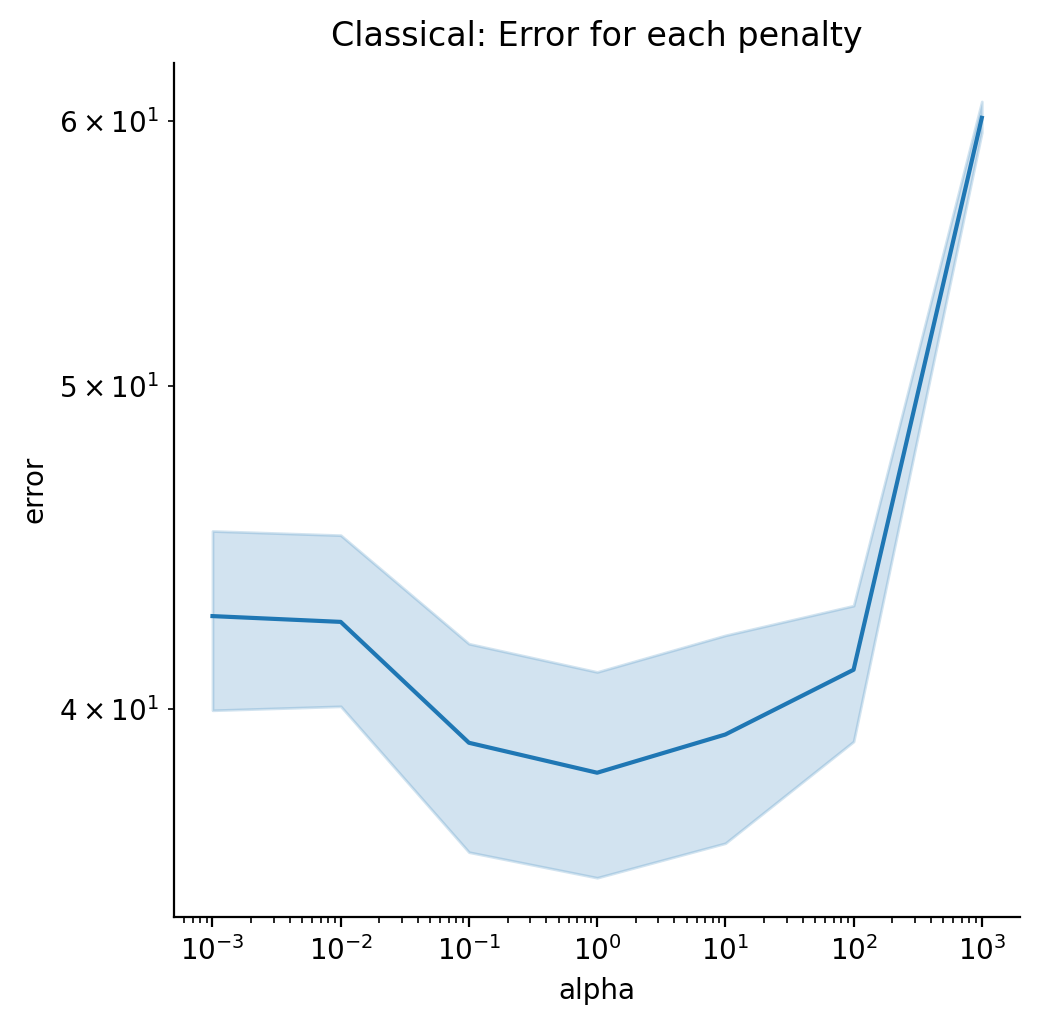 Classical: Error for each penalty
6 × 10¹
5 × 10¹
4 × 10¹
error
10⁻³ 10⁻² 10⁻¹ 10⁰ 10¹ 10² 10³
alpha